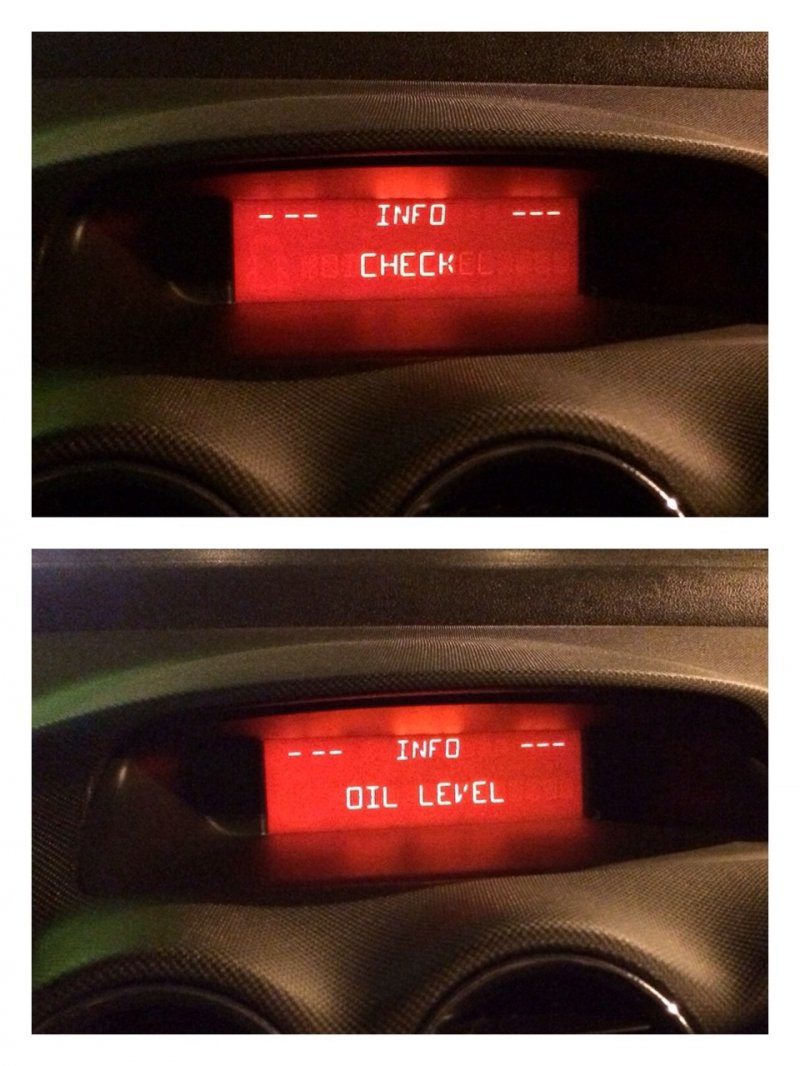 - -- INFO ---
CHECK
- -- INFO ---
OIL LEVEL